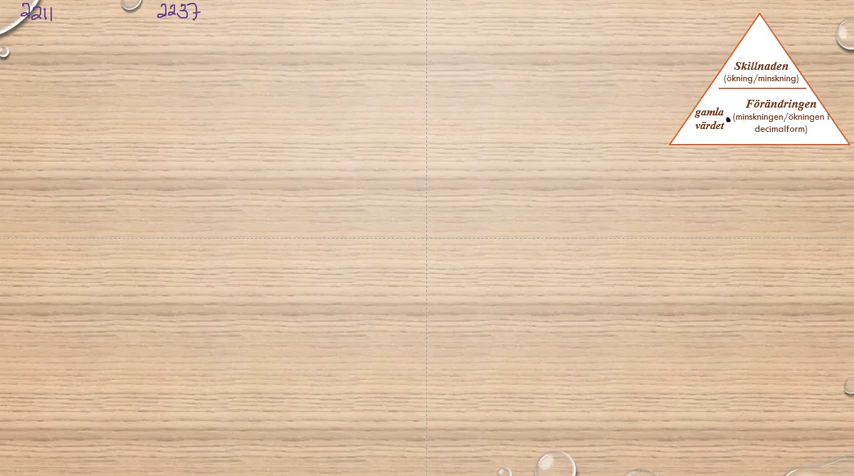 2211
2237
Skillnaden
(ökning/minskning)
gamla
värdet
Förändringen
(minskningen/ökningen i
decimalform)